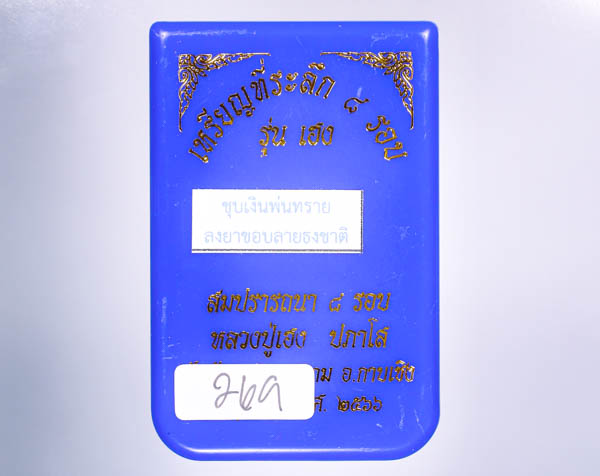 เหรียญที่ระลึก ๘ รอบ
รุ่น เฮง
ชุบเงินพ่นทราย
ลงยาขอบลายธงชาติ
สมปรารถนา ๘ รอบ
หลวงปู่เฮง ปภาโส
อ.กาบเชิง
269 ๒๕๖๖